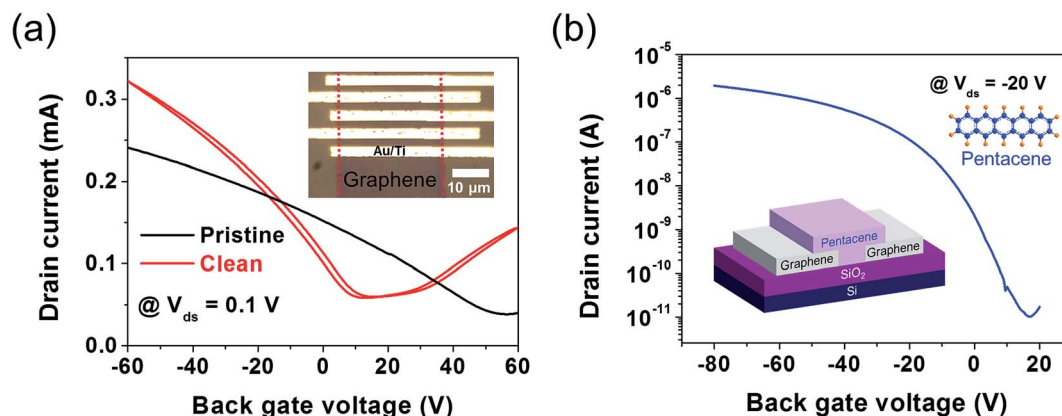 (a)
Drain current (mA)
0.3
0.2
0.1
0.0
-60
-40
-20
0
20
40
60
Back gate voltage (V)
Pristine
Clean
@ Vds = 0.1 V
Au/Ti
Graphene
10 μm
(b)
Drain current (A)
10⁻⁵
10⁻⁶
10⁻⁷
10⁻⁸
10⁻⁹
10⁻¹⁰
10⁻¹¹
-80
-60
-40
-20
0
20
Back gate voltage (V)
@ Vds = -20 V
Pentacene
Pentacene
Graphene
Graphene
SiO₂
Si